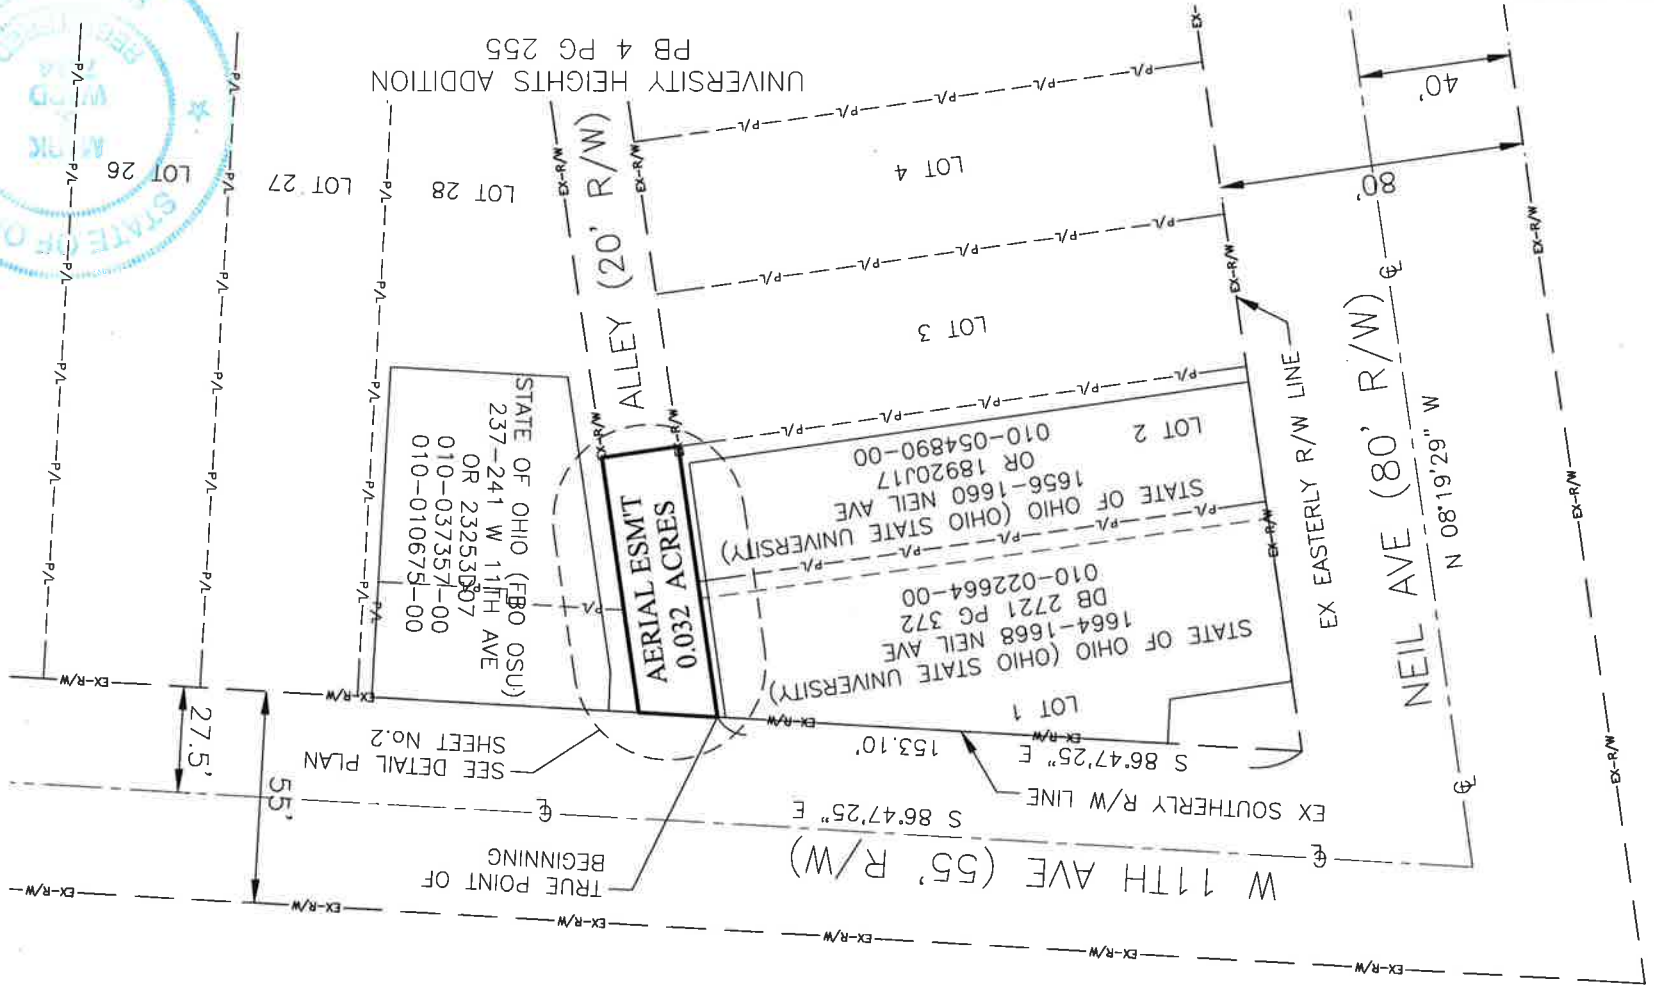 W 11TH AVE (55' R/W)
S 86°47'25" E
TRUE POINT OF
BEGINNING
55'
27.5'
EX SOUTHERLY R/W LINE
S 86°47'25" E
153.10'
SEE DETAIL PLAN
SHEET No.2
NEIL AVE (80' R/W)
N 08°19'29" W
EX EASTERLY R/W LINE
LOT 1
STATE OF OHIO (OHIO STATE UNIVERSITY)
1664-1668 NEIL AVE
DB 2721 PG 372
010-022664-00
STATE OF OHIO (OHIO STATE UNIVERSITY)
1656-1660 NEIL AVE
OR 18920J17
LOT 2
010-054890-00
AERIAL ESM'T
0.032 ACRES
STATE OF OHIO (FBO OSU)
237-241 W 11TH AVE
OR 23253D07
010-037357-00
010-010675-00
LOT 3
LOT 4
ALLEY (20' R/W)
LOT 28
LOT 27
LOT 26
80'
40'
UNIVERSITY HEIGHTS ADDITION
PB 4 PG 255
EX-R/W
P/L
STATE OF
MARK
WARD